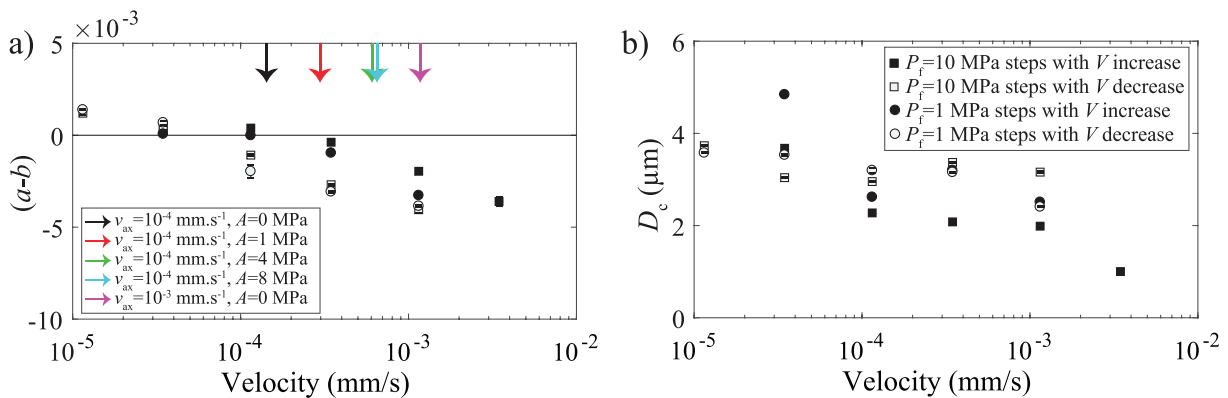 a)
×10⁻³
5
0
-5
-10
(a-b)
v_ax=10⁻⁴ mm.s⁻¹, A=0 MPa
v_ax=10⁻⁴ mm.s⁻¹, A=1 MPa
v_ax=10⁻⁴ mm.s⁻¹, A=4 MPa
v_ax=10⁻⁴ mm.s⁻¹, A=8 MPa
v_ax=10⁻³ mm.s⁻¹, A=0 MPa
10⁻⁵ 10⁻⁴ 10⁻³ 10⁻²
Velocity (mm/s)
b)
6
4
2
0
D_c (μm)
P_f=10 MPa steps with V increase
P_f=10 MPa steps with V decrease
P_f=1 MPa steps with V increase
P_f=1 MPa steps with V decrease
10⁻⁵ 10⁻⁴ 10⁻³ 10⁻²
Velocity (mm/s)